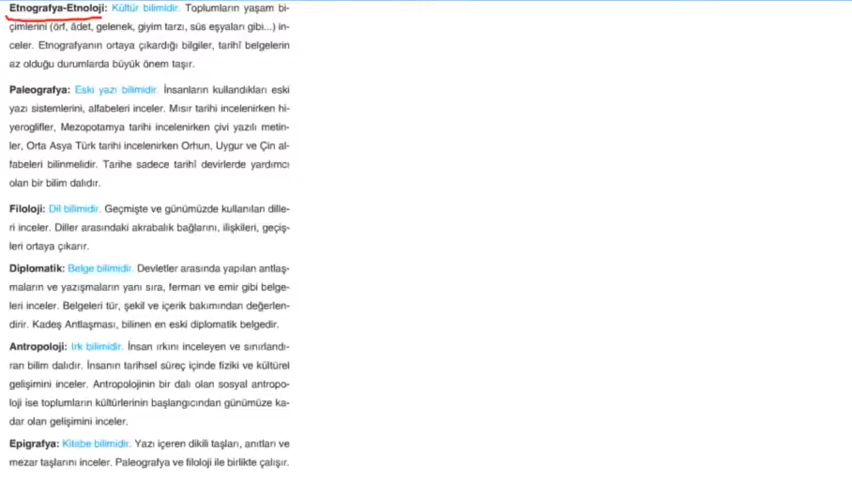 Etnografya-Etnoloji: Kültür bilimidir. Toplumların yaşam bi-
çimlerini (örf, âdet, gelenek, giyim tarzı, süs eşyaları gibi...) in-
celer. Etnografyanın ortaya çıkardığı bilgiler, tarihî belgelerin
az olduğu durumlarda büyük önem taşır.
Paleografya: Eski yazı bilimidir. İnsanların kullandıkları eski
yazı sistemlerini, alfabeleri inceler. Mısır tarihi incelenirken hi-
yeroglifler, Mezopotamya tarihi incelenirken çivi yazılı metin-
ler, Orta Asya Türk tarihi incelenirken Orhun, Uygur ve Çin al-
fabeleri bilinmelidir. Tarihe sadece tarihî devirlerde yardımcı
olan bir bilim dalıdır.
Filoloji: Dil bilimidir. Geçmişte ve günümüzde kullanılan dille-
ri inceler. Diller arasındaki akrabalık bağlarını, ilişkileri, geçiş-
leri ortaya çıkarır.
Diplomatik: Belge bilimidir. Devletler arasında yapılan antlaş-
maların ve yazışmaların yanı sıra, ferman ve emir gibi belge-
leri inceler. Belgeleri tür, şekil ve içerik bakımından değerlen-
dirir. Kadeş Antlaşması, bilinen en eski diplomatik belgedir.
Antropoloji: Irk bilimidir. İnsan ırkını inceleyen ve sınırlandı-
ran bilim dalıdır. İnsanın tarihsel süreç içinde fiziki ve kültürel
gelişimini inceler. Antropolojinin bir dalı olan sosyal antropo-
loji ise toplumların kültürlerinin başlangıcından günümüze ka-
dar olan gelişimini inceler.
Epigrafya: Kitabe bilimidir. Yazı içeren dikili taşları, anıtları ve
mezar taşlarını inceler. Paleografya ve filoloji ile birlikte çalışır.